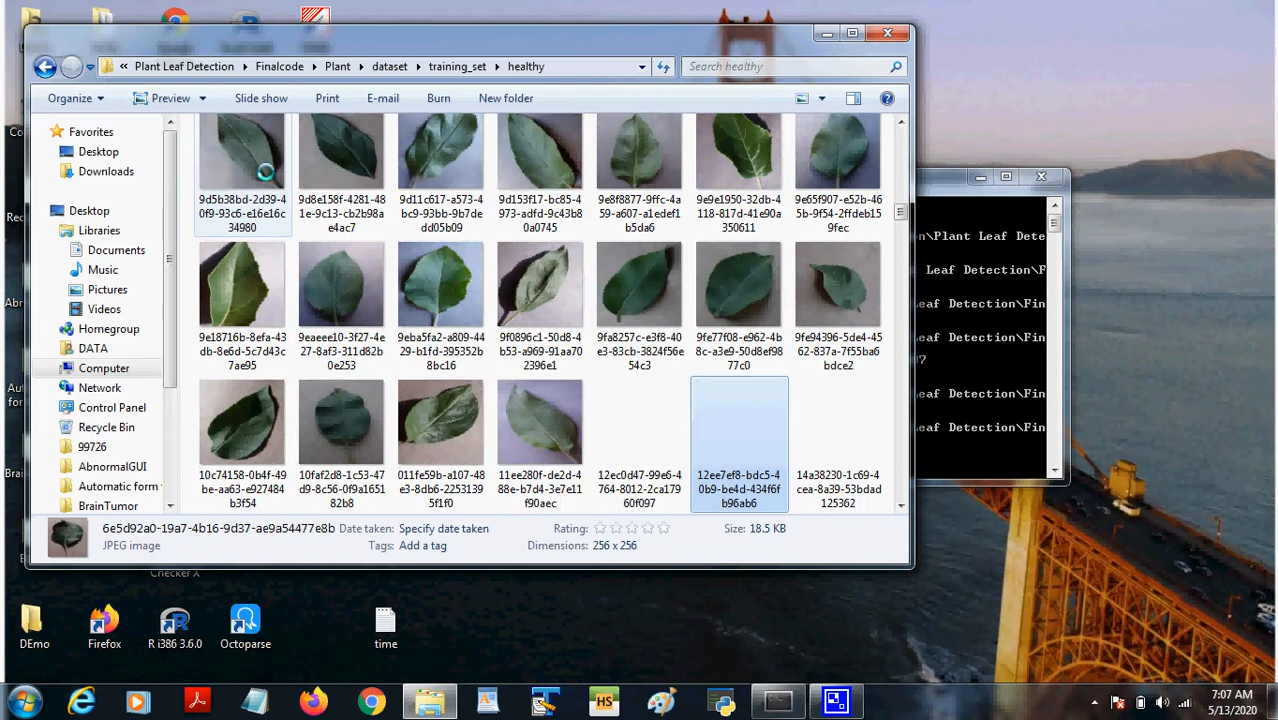 Plant Leaf Detection
Finalcode
Plant
dataset
training_set
healthy
Search healthy
Organize
Preview
Slide show
Print
E-mail
Burn
New folder
Favorites
Desktop
Downloads
Desktop
Libraries
Documents
Music
Pictures
Videos
Homegroup
DATA
Computer
Network
Control Panel
Recycle Bin
99726
AbnormalGUI
Automatic form
BrainTumor
9d5b38bd-2d39-4
0f9-93c6-e16e16e
34980
9d8e158f-4281-48
1e-9c13-cb2b98a
e4ac2
9d11c617-a573-4
bc9-93bb-9b7de
dd05b09
9d153f17-bc85-4
973-adfd-9c43b8
0a0745
9e8f8877-9ffc-4a
59-a607-a1edef1
b5da6
9e9e1950-32db-4
118-817d-41e90a
350611
9e65f907-e52b-46
5b-9f54-2ffdeb15
9fec
9e18716b-8efa-43
db-8e6d-5c7d43c
7ae95
9eaeee10-3f27-4e
27-8af3-311d82b
0e253
9eba5fa2-a809-44
29-b1fd-395352b
8bc16
9f0896c1-50d8-4
b53-a969-91aa70
2396e1
9fa8257c-e3f8-40
e3-83cb-3824f56e
54c3
9fe77f08-e962-4b
8c-a3e9-50d8ef98
77c0
9fe94396-5de4-45
62-837a-7f55ba6
bdce2
10c74158-0b4f-49
be-aa63-e927484
b3f54
10faf2d8-1c53-47
d9-8c56-0f9a1651
82b8
011fe59b-a107-48
e3-8db6-2253139
5f1f0
11ee280f-de2d-4
88e-b7d4-3e7e11
f90aec
12ec0d47-99e6-4
764-8012-2ca179
60f097
12ee7ef8-bdc5-4
0b9-be4d-434f6f
b96ab6
14a38230-1c69-4
cea-8a39-53bdad
125362
6e5d92a0-19a7-4b16-9d37-ae9a54477e8b Date taken: Specify date taken Rating: Size: 18.5 KB
JPEG image Tags: Add a tag Dimensions: 256 x 256
n\Plant Leaf Dete
Leaf Detection\F
Leaf Detection\Fin
Leaf Detection\Fin
Leaf Detection\Fin
Leaf Detection\Fin
Checker X
DEmo
Firefox
R i386 3.6.0
Octoparse
time
HS
7:07 AM
5/13/2020